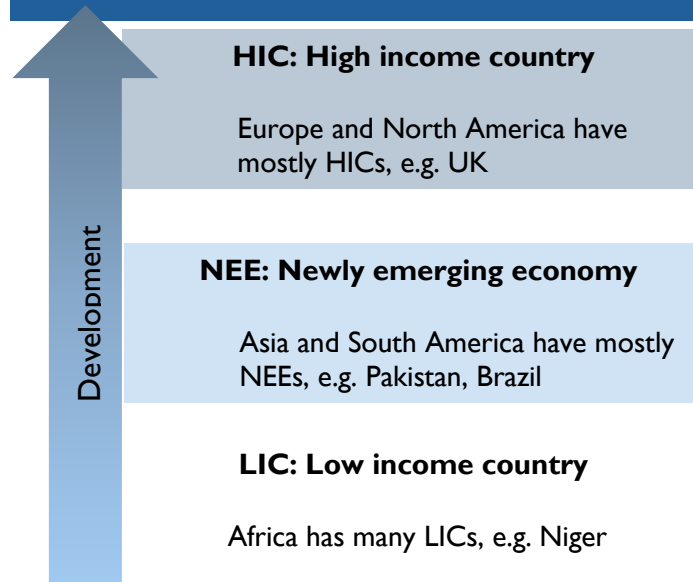 HIC: High income country
Europe and North America have
mostly HICs, e.g. UK
Development
NEE: Newly emerging economy
Asia and South America have mostly
NEEs, e.g. Pakistan, Brazil
LIC: Low income country
Africa has many LICs, e.g. Niger